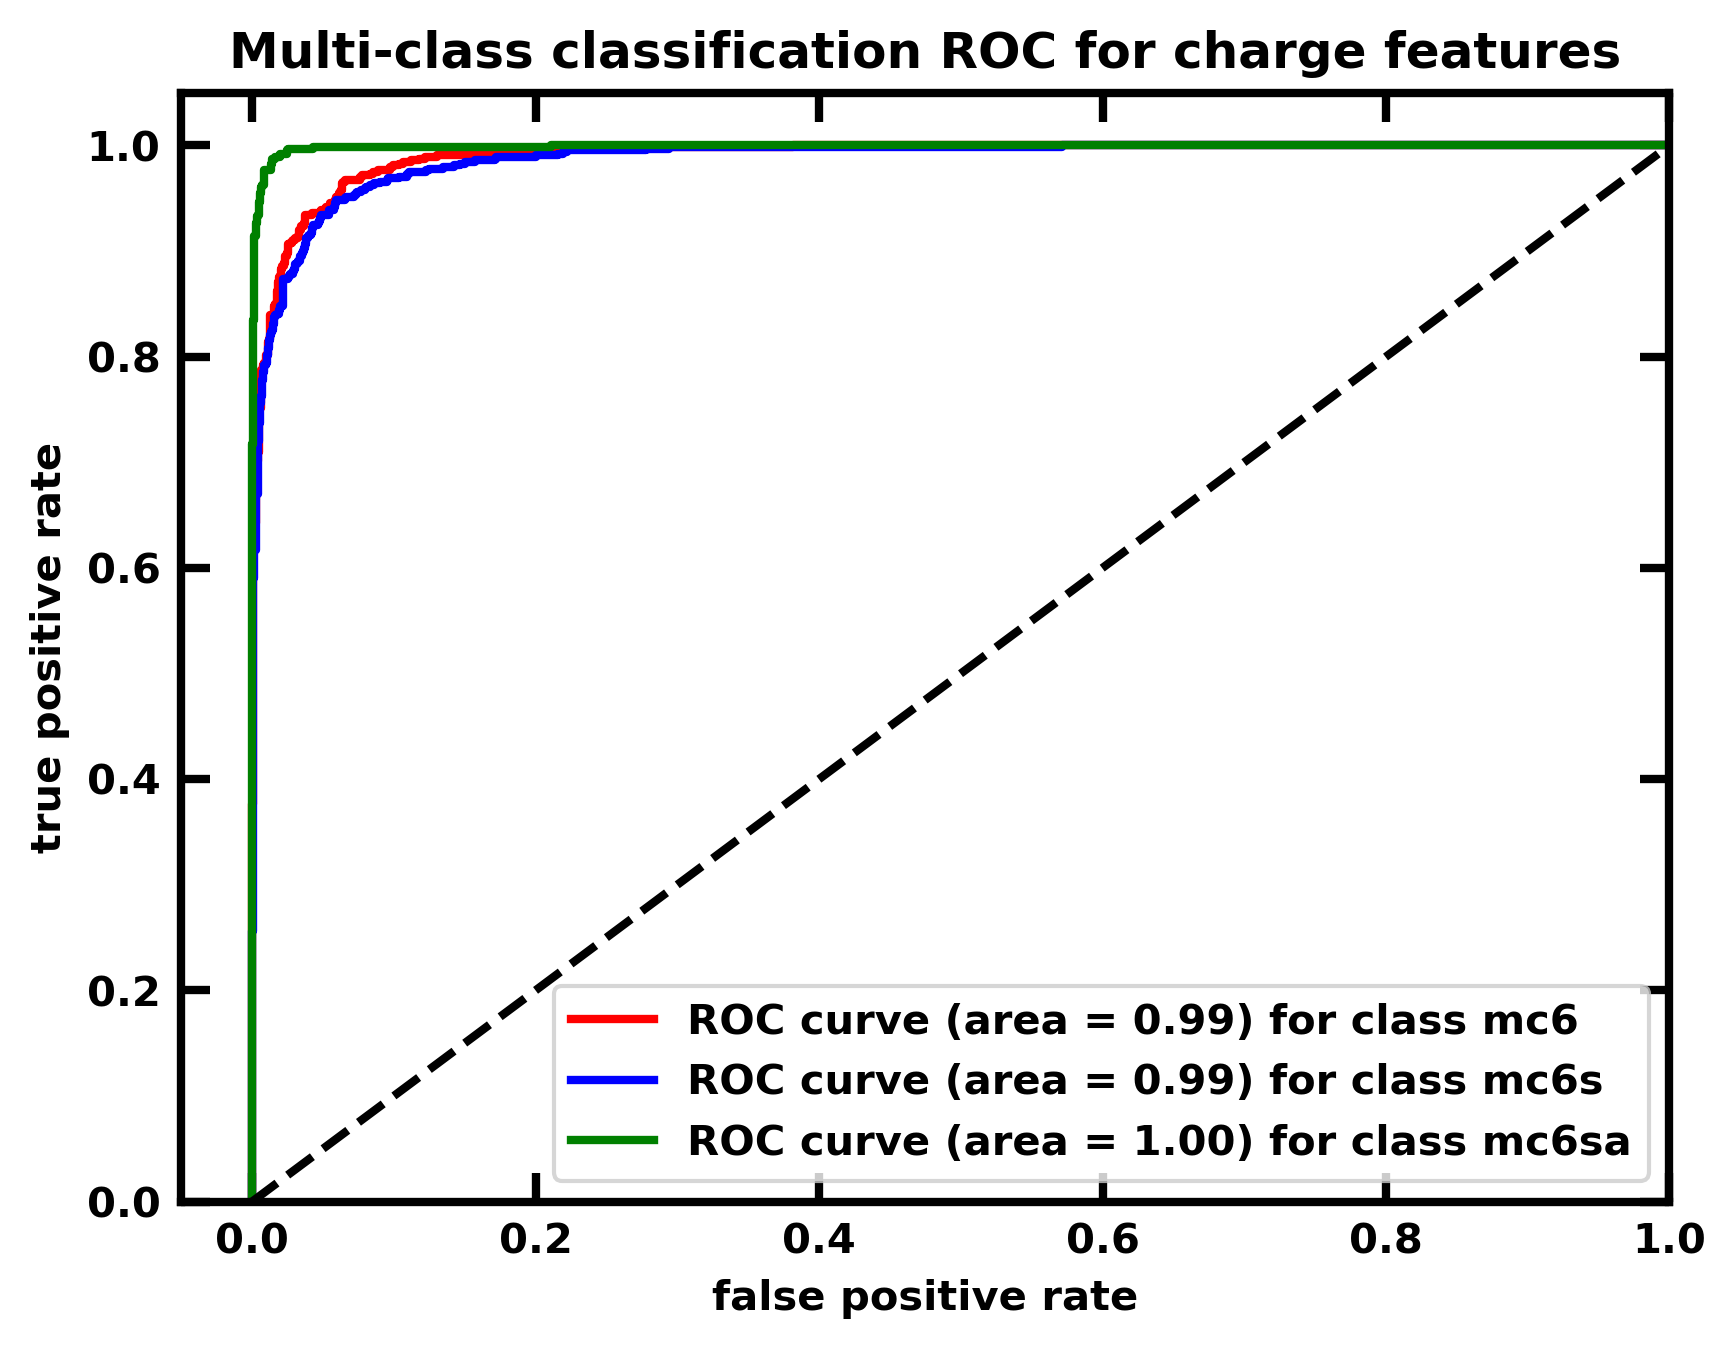 Multi-class classification ROC for charge features
1.0
0.8
0.6
0.4
0.2
0.0
true positive rate
ROC curve (area = 0.99) for class mc6
ROC curve (area = 0.99) for class mc6s
ROC curve (area = 1.00) for class mc6sa
0.0 0.2 0.4 0.6 0.8 1.0
false positive rate